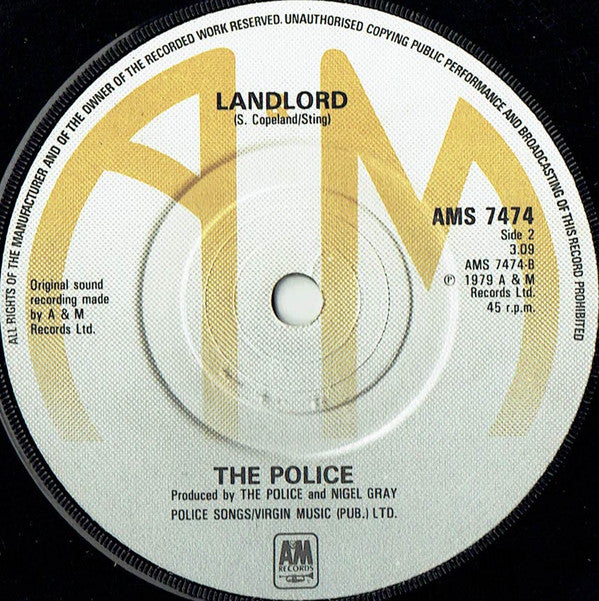 ALL RIGHTS OF THE MANUFACTURER AND OF THE OWNER OF THE RECORDED WORK RESERVED. UNAUTHORISED COPYING PUBLIC PERFORMANCE AND BROADCASTING OF THIS RECORD PROHIBITED
AM
LANDLORD
(S. Copeland/Sting)
AMS 7474
Side 2
3.09
AMS 7474-B
℗ 1979 A & M
Records Ltd.
45 r.p.m.
Original sound
recording made
by A & M
Records Ltd.
THE POLICE
Produced by THE POLICE and NIGEL GRAY
POLICE SONGS/VIRGIN MUSIC (PUB.) LTD.
AM
RECORDS